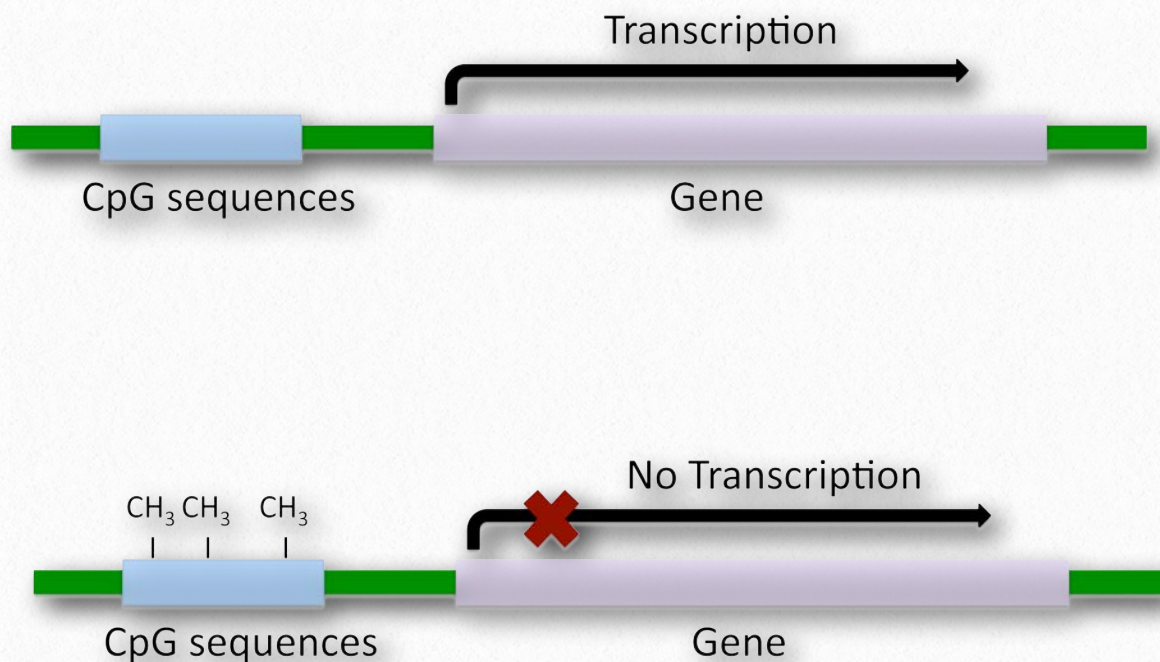 Transcription
CpG sequences Gene
No Transcription
CH₃ CH₃ CH₃
CpG sequences Gene